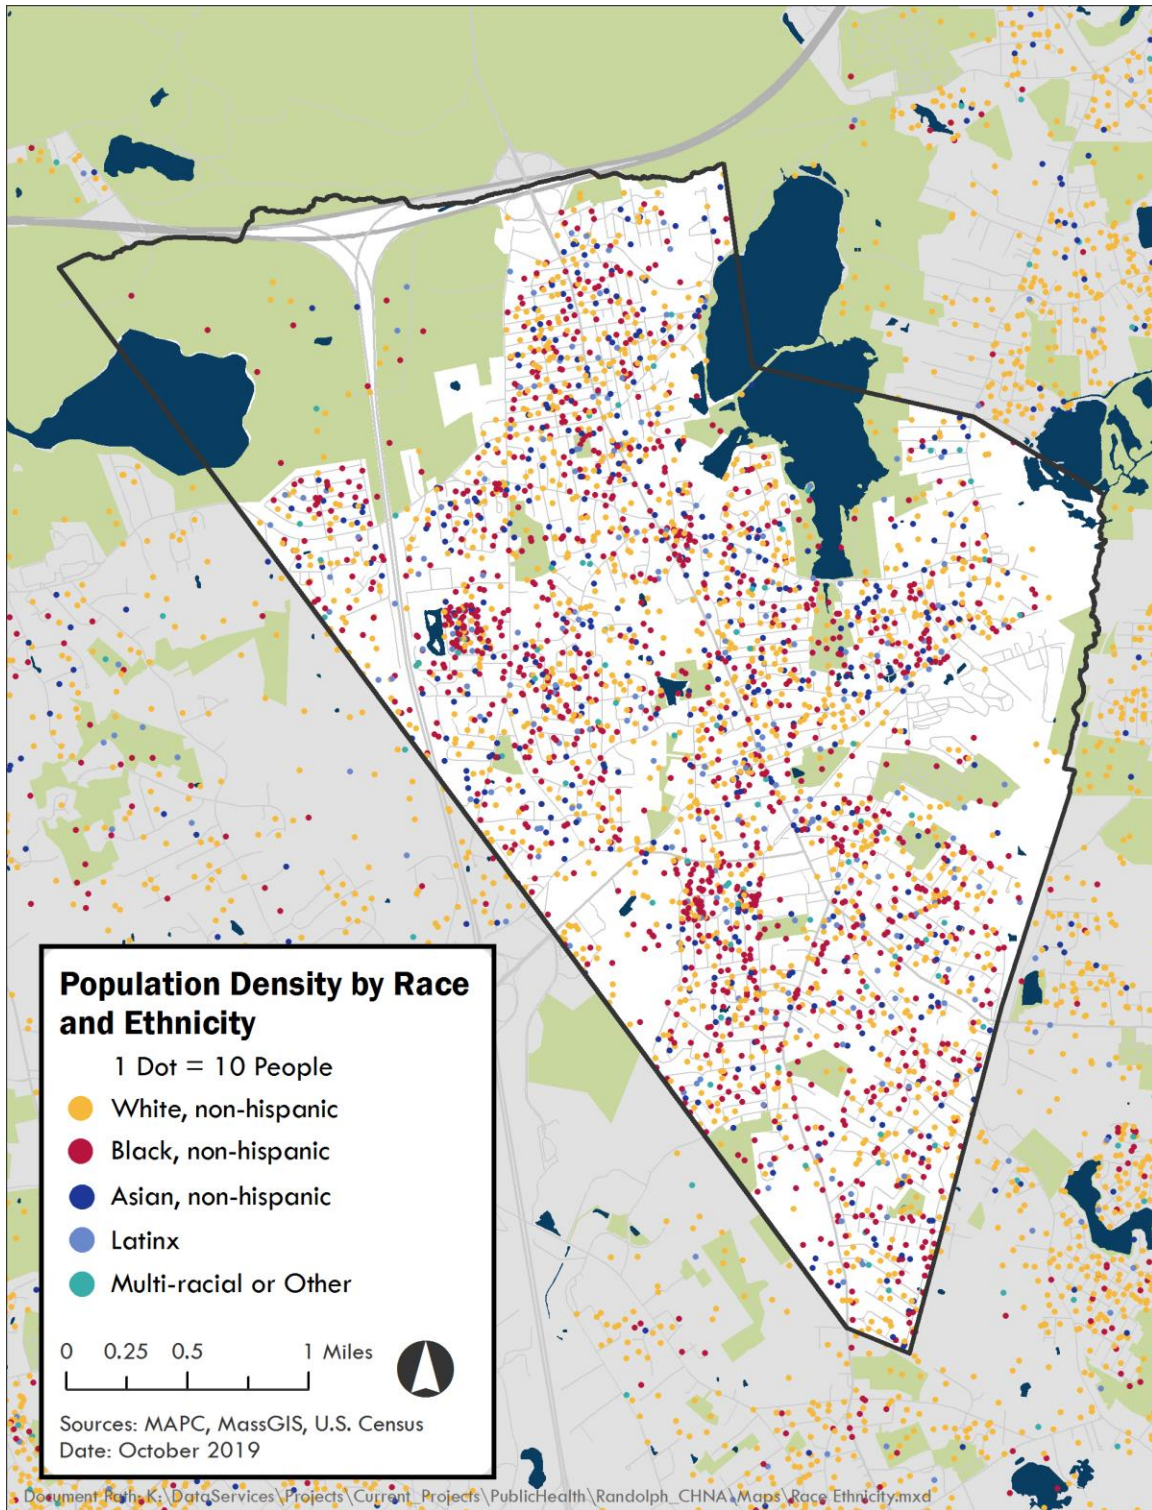 Population Density by Race
and Ethnicity
1 Dot = 10 People
White, non-hispanic
Black, non-hispanic
Asian, non-hispanic
Latinx
Multi-racial or Other
0 0.25 0.5 1 Miles
Sources: MAPC, MassGIS, U.S. Census
Date: October 2019
Document Path: K:\DataServices\Projects\Current_Projects\PublicHealth\Randolph_CHNA\Maps\Race Ethnicity.mxd